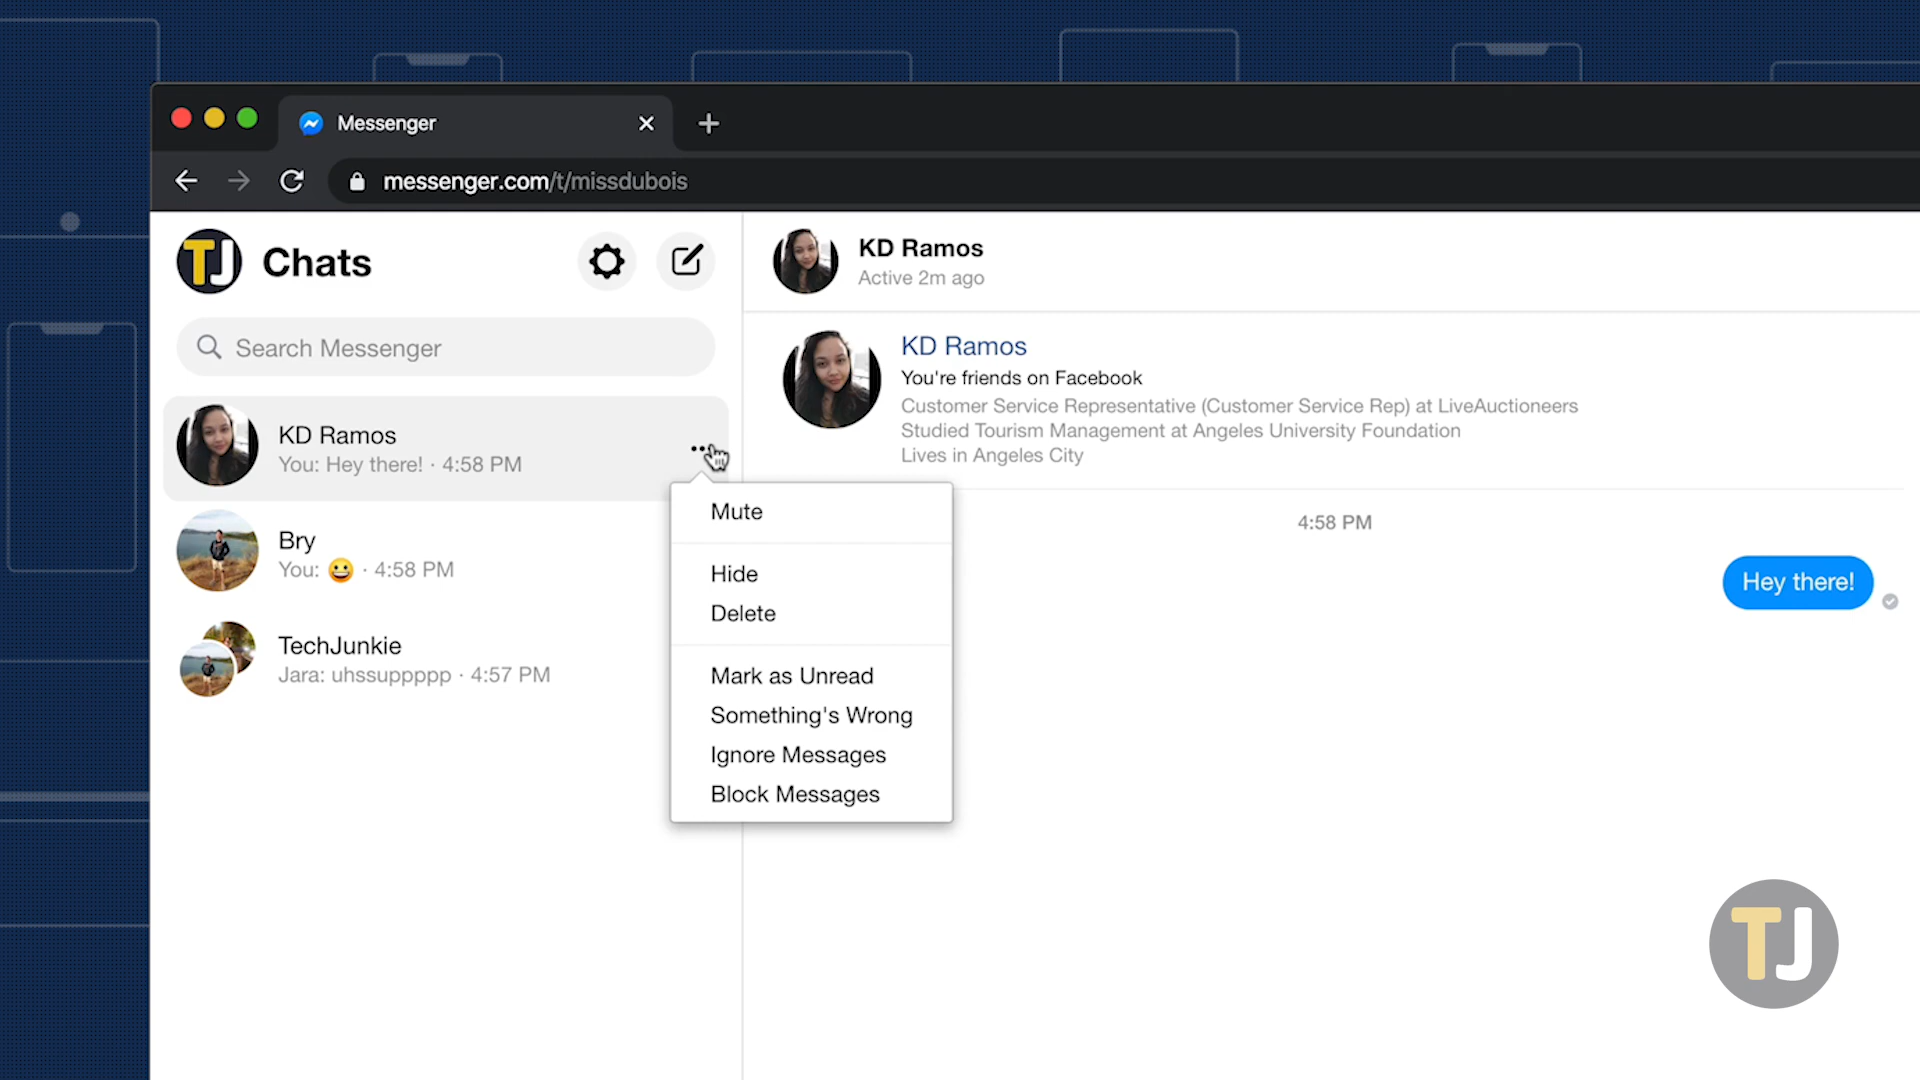 Messenger
messenger.com/t/missdubois
TJ
Chats
Search Messenger
KD Ramos
You: Hey there! · 4:58 PM
Bry
You: 😀 · 4:58 PM
TechJunkie
Jara: uhssuppppp · 4:57 PM
Mute
Hide
Delete
Mark as Unread
Something's Wrong
Ignore Messages
Block Messages
KD Ramos
Active 2m ago
KD Ramos
You're friends on Facebook
Customer Service Representative (Customer Service Rep) at LiveAuctioneers
Studied Tourism Management at Angeles University Foundation
Lives in Angeles City
4:58 PM
Hey there!
TJ